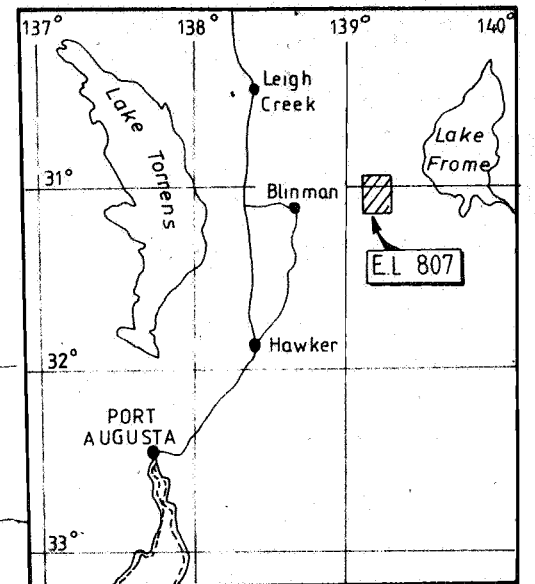 137° 138° 139° 140°
Leigh
Creek
Lake
Torrens
Lake
Frome
31°
Blinman
E.L 807
Hawker
32°
PORT
AUGUSTA
33°